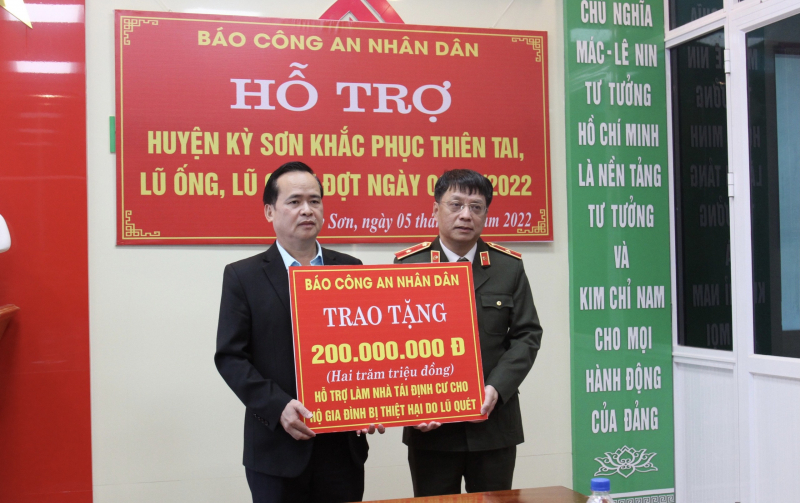 BÁO CÔNG AN NHÂN DÂN
HỖ TRỢ
HUYỆN KỲ SƠN KHẮC PHỤC THIÊN TAI,
LŨ ỐNG, LŨ ĐỢT NGÀY /2022
Sơn, ngày 05 năm 2022
BÁO CÔNG AN NHÂN DÂN
TRAO TẶNG
200.000.000 Đ
(Hai trăm triệu đồng)
HỖ TRỢ LÀM NHÀ TÁI ĐỊNH CƯ CHO
HỘ GIA ĐÌNH BỊ THIỆT HẠI DO LŨ QUÉT
CHỦ NGHĨA
MÁC-LÊ NIN
TƯ TƯỞNG
HỒ CHÍ MINH
LÀ NỀN TẢNG
TƯ TƯỞNG
VÀ
KIM CHỈ NAM
CHO MỌI
HÀNH ĐỘNG
CỦA ĐẢNG